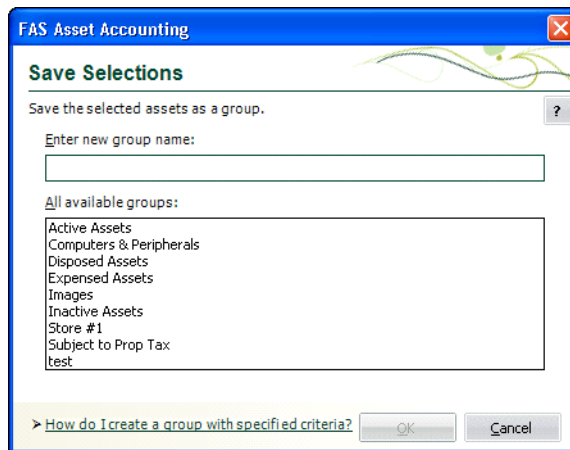 FAS Asset Accounting
Save Selections
Save the selected assets as a group.
?
Enter new group name:
All available groups:
Active Assets
Computers & Peripherals
Disposed Assets
Expensed Assets
Images
Inactive Assets
Store #1
Subject to Prop Tax
test
➤ How do I create a group with specified criteria?
OK
Cancel